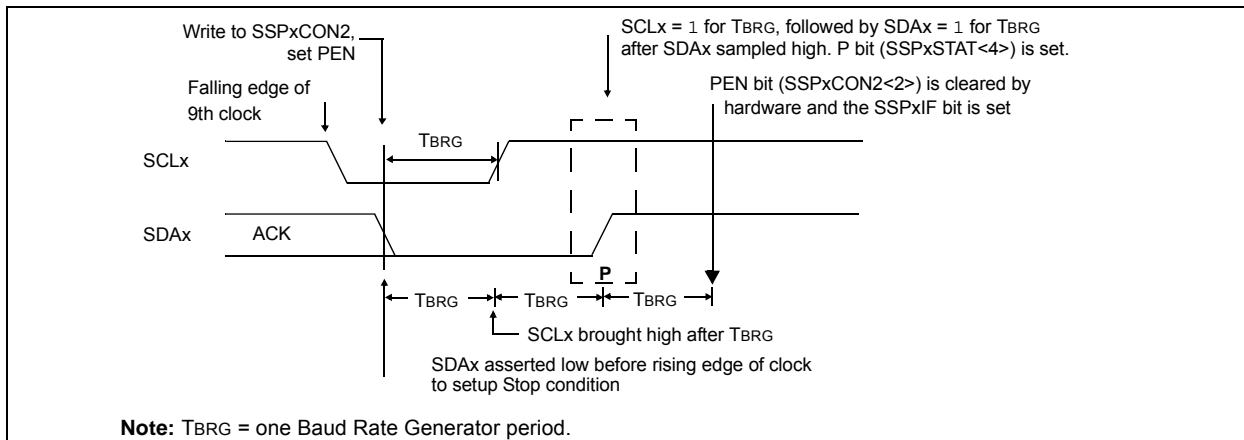 Write to SSPxCON2,
set PEN
SCLx = 1 for TBRG, followed by SDAx = 1 for TBRG
after SDAx sampled high. P bit (SSPxSTAT<4>) is set.
Falling edge of
9th clock
PEN bit (SSPxCON2<2>) is cleared by
hardware and the SSPxIF bit is set
TBRG
SCLx
SDAx
ACK
P
TBRG
TBRG
TBRG
SCLx brought high after TBRG
SDAx asserted low before rising edge of clock
to setup Stop condition
Note: TBRG = one Baud Rate Generator period.